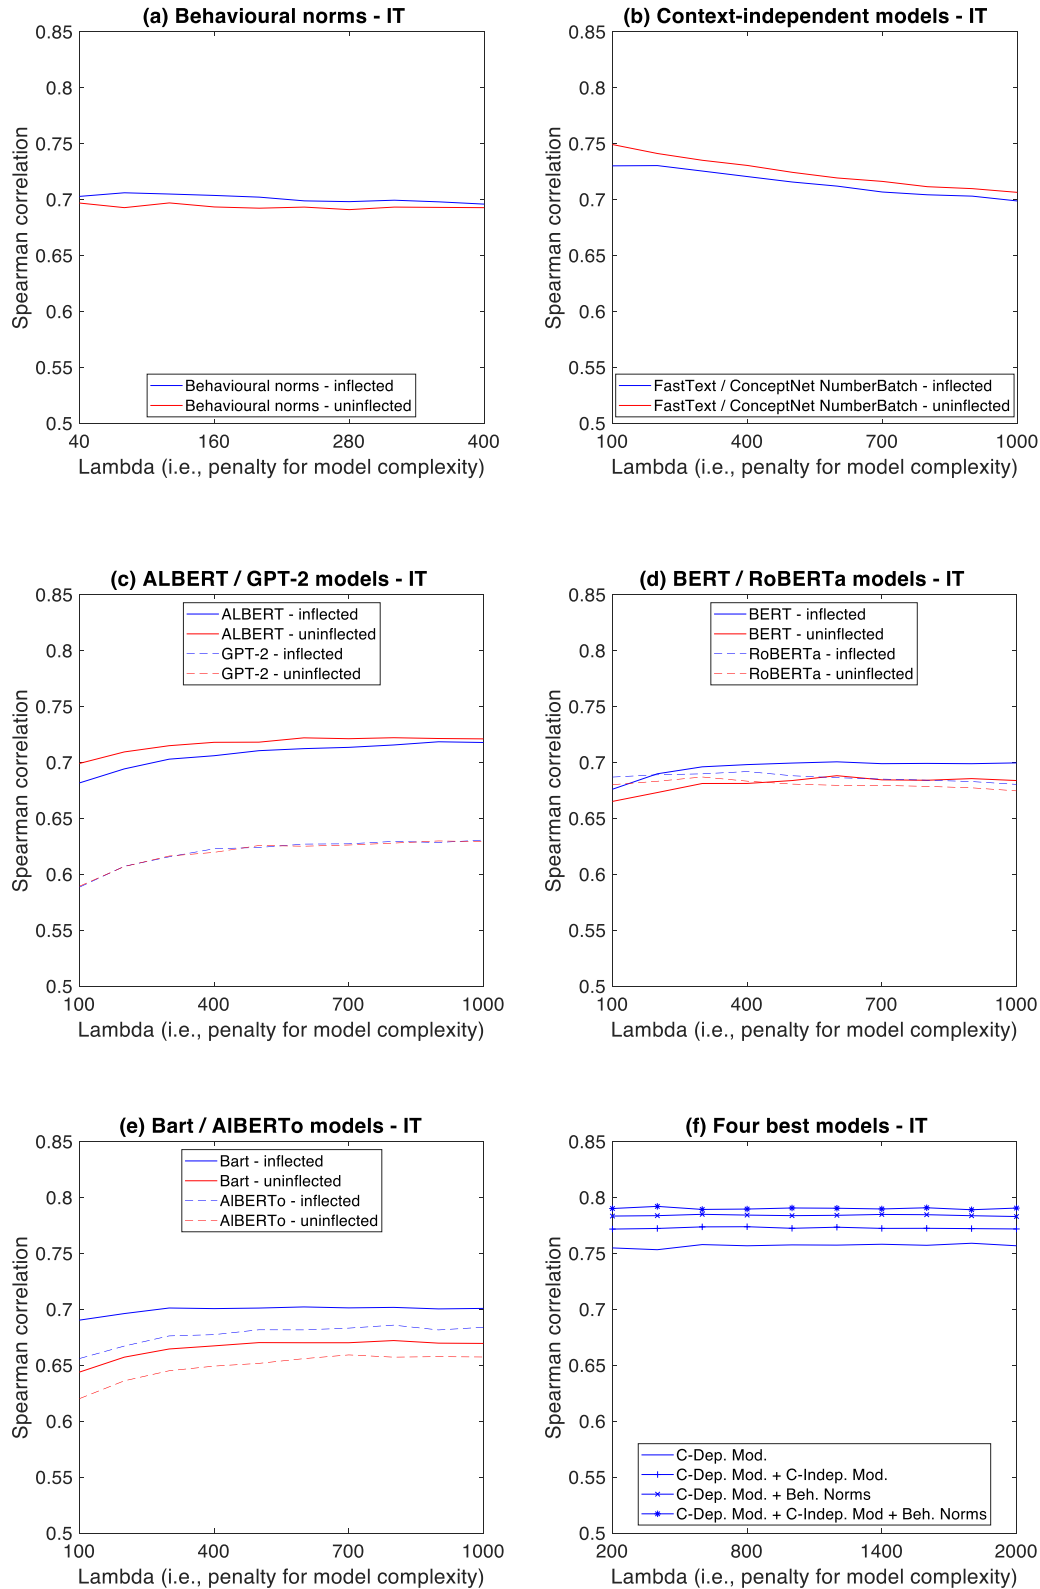 (a) Behavioural norms - IT
0.85
0.8
0.75
0.7
0.65
0.6
0.55
0.5
Spearman correlation
Behavioural norms - inflected
Behavioural norms - uninflected
40 160 280 400
Lambda (i.e., penalty for model complexity)
(b) Context-independent models - IT
0.85
0.8
0.75
0.7
0.65
0.6
0.55
0.5
Spearman correlation
FastText / ConceptNet NumberBatch - inflected
FastText / ConceptNet NumberBatch - uninflected
100 400 700 1000
Lambda (i.e., penalty for model complexity)
(c) ALBERT / GPT-2 models - IT
0.85
0.8
0.75
0.7
0.65
0.6
0.55
0.5
Spearman correlation
ALBERT - inflected
ALBERT - uninflected
GPT-2 - inflected
GPT-2 - uninflected
100 400 700 1000
Lambda (i.e., penalty for model complexity)
(d) BERT / RoBERTa models - IT
0.85
0.8
0.75
0.7
0.65
0.6
0.55
0.5
Spearman correlation
BERT - inflected
BERT - uninflected
RoBERTa - inflected
RoBERTa - uninflected
100 400 700 1000
Lambda (i.e., penalty for model complexity)
(e) Bart / AlBERTo models - IT
0.85
0.8
0.75
0.7
0.65
0.6
0.55
0.5
Spearman correlation
Bart - inflected
Bart - uninflected
AlBERTo - inflected
AlBERTo - uninflected
100 400 700 1000
Lambda (i.e., penalty for model complexity)
(f) Four best models - IT
0.85
0.8
0.75
0.7
0.65
0.6
0.55
0.5
Spearman correlation
C-Dep. Mod.
C-Dep. Mod. + C-Indep. Mod.
C-Dep. Mod. + Beh. Norms
C-Dep. Mod. + C-Indep. Mod + Beh. Norms
200 800 1400 2000
Lambda (i.e., penalty for model complexity)